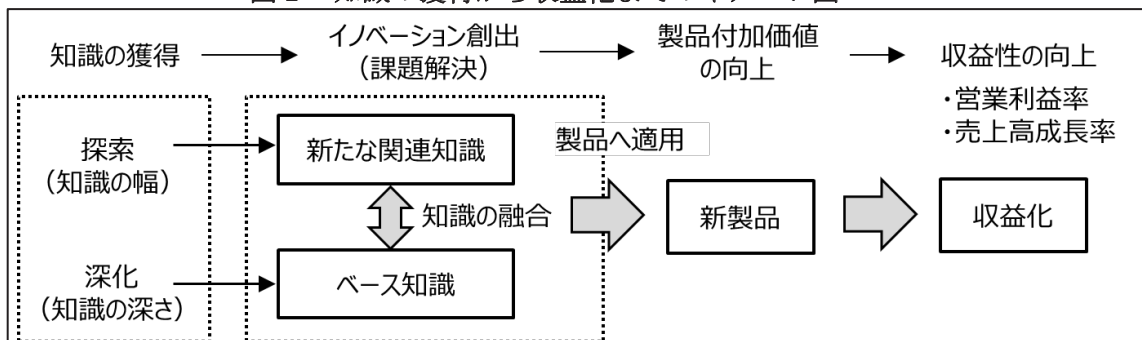 知識の獲得
イノベーション創出
(課題解決)
製品付加価値
の向上
収益性の向上
・営業利益率
・売上高成長率
探索
(知識の幅)
新たな関連知識
製品へ適用
知識の融合
新製品
収益化
深化
(知識の深さ)
ベース知識